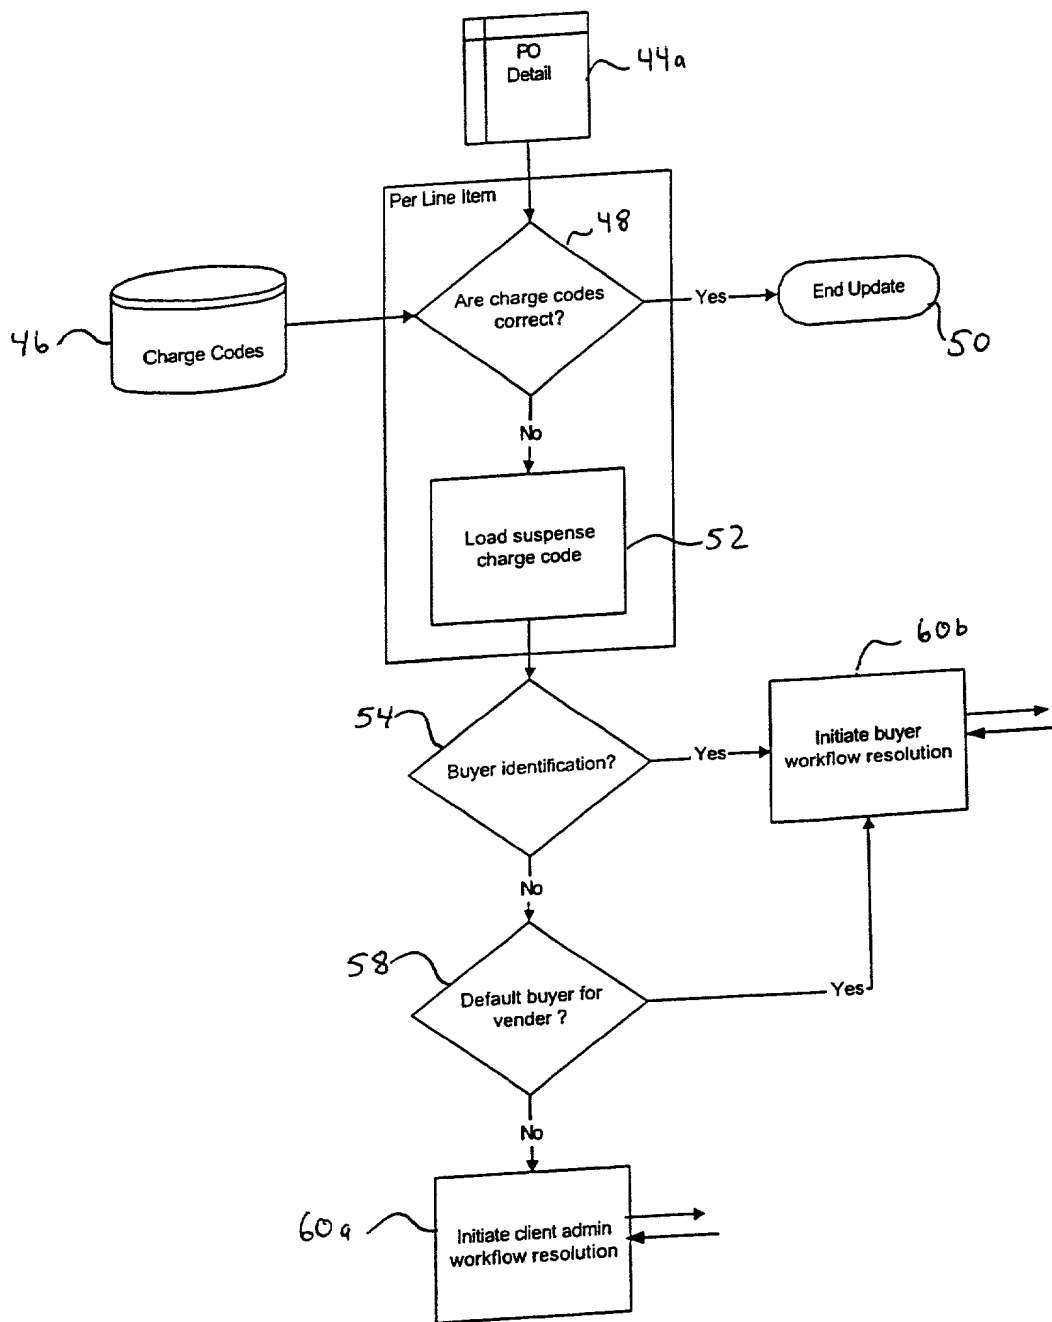 PO
Detail
44a
Per Line Item
48
Are charge codes
correct?
Yes
End Update
50
46
Charge Codes
No
Load suspense
charge code
52
60b
54
Buyer identification?
Yes
Initiate buyer
workflow resolution
No
58
Default buyer for
vender ?
Yes
No
60a
Initiate client admin
workflow resolution